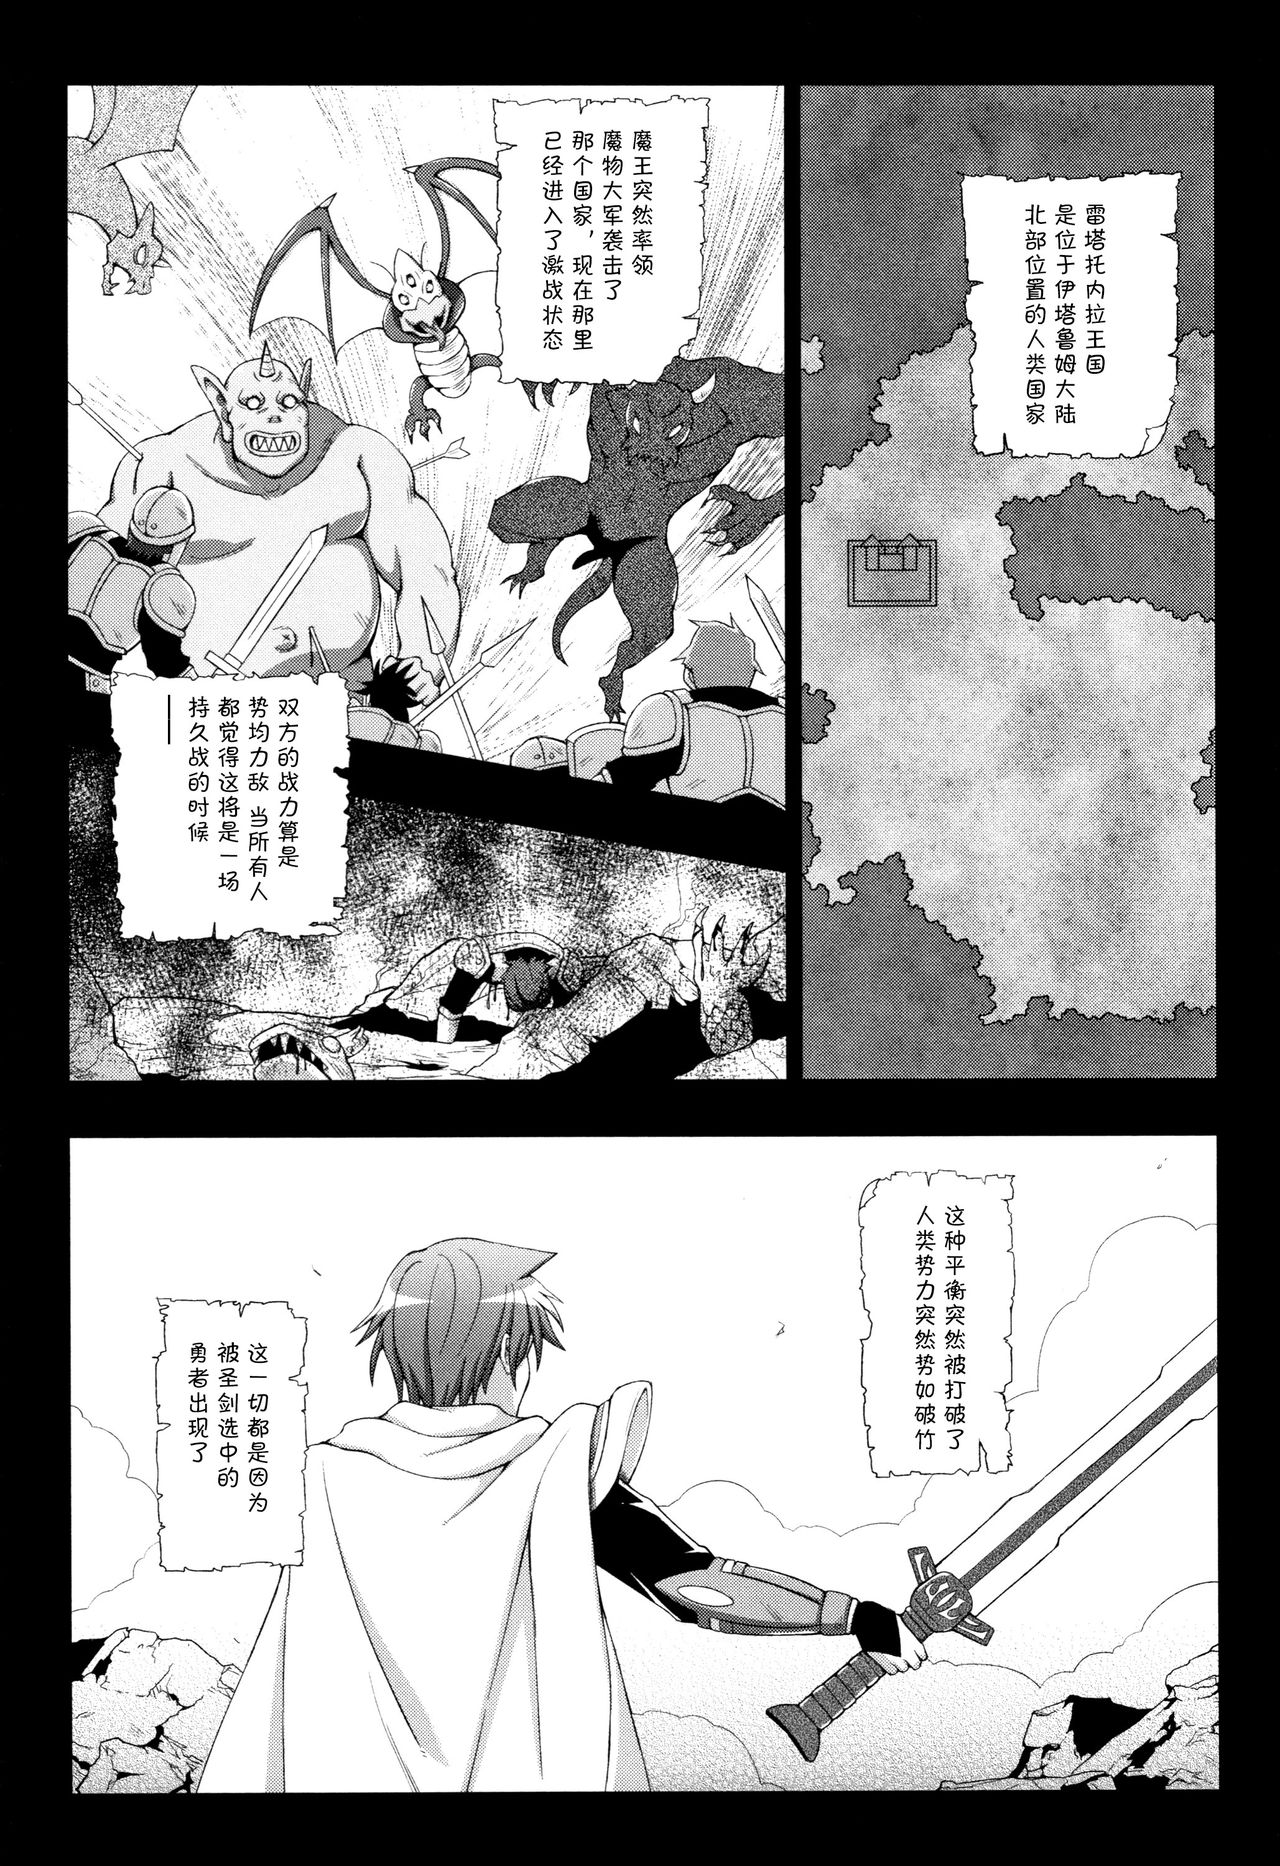 雷塔托内拉王国
是位于伊塔鲁姆大陆
北部位置的人类国家
魔王突然率领
魔物大军袭击了
那个国家，现在那里
已经进入了激战状态
双方的战力算是
势均力敌 当所有人
都觉得这将是一场
持久战的时候
——
这种平衡突然被打破了
人类势力突然势如破竹
这一切都是因为
被圣剑选中的
勇者出现了